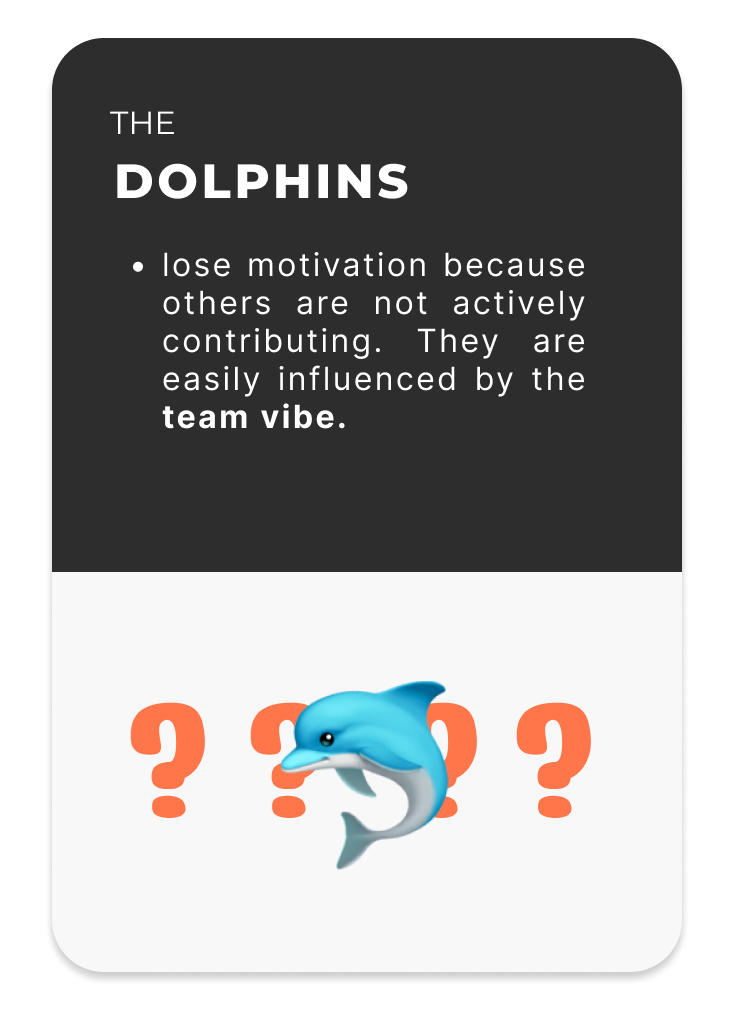 THE
DOLPHINS
• lose motivation because
others are not actively
contributing. They are
easily influenced by the
team vibe.
? ? ? ?